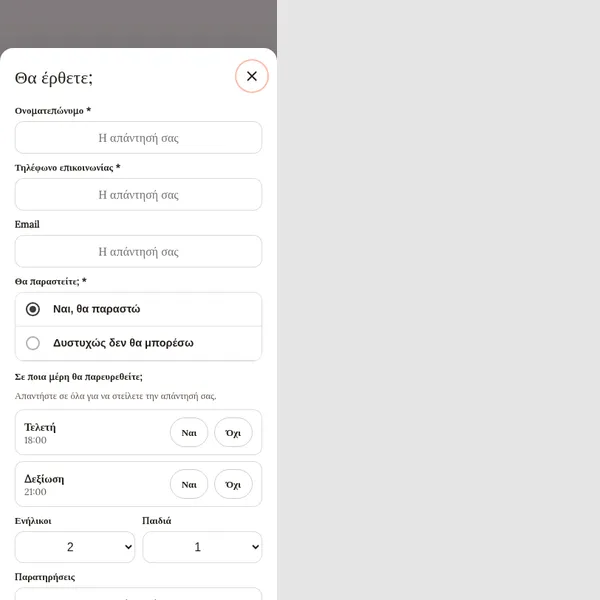 Θα έρθετε;
Ονοματεπώνυμο *
Η απάντησή σας
Τηλέφωνο επικοινωνίας *
Η απάντησή σας
Email
Η απάντησή σας
Θα παραστείτε; *
Ναι, θα παραστώ
Δυστυχώς δεν θα μπορέσω
Σε ποια μέρη θα παρευρεθείτε;
Απαντήστε σε όλα για να στείλετε την απάντησή σας.
Τελετή
18:00
Ναι
Όχι
Δεξίωση
21:00
Ναι
Όχι
Ενήλικοι
Παιδιά
2
1
Παρατηρήσεις